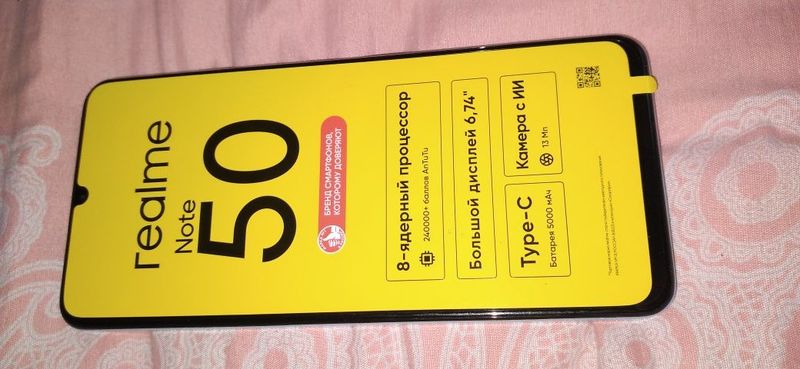 realme
Note
50
БРЕНД СМАРТФОНОВ,
КОТОРОМУ ДОВЕРЯЮТ
8-ядерный процессор
240000+ баллов AnTuTu
Большой дисплей 6,74"
Type-C
Батарея 5000 мАч
Камера с ИИ
13 Мп